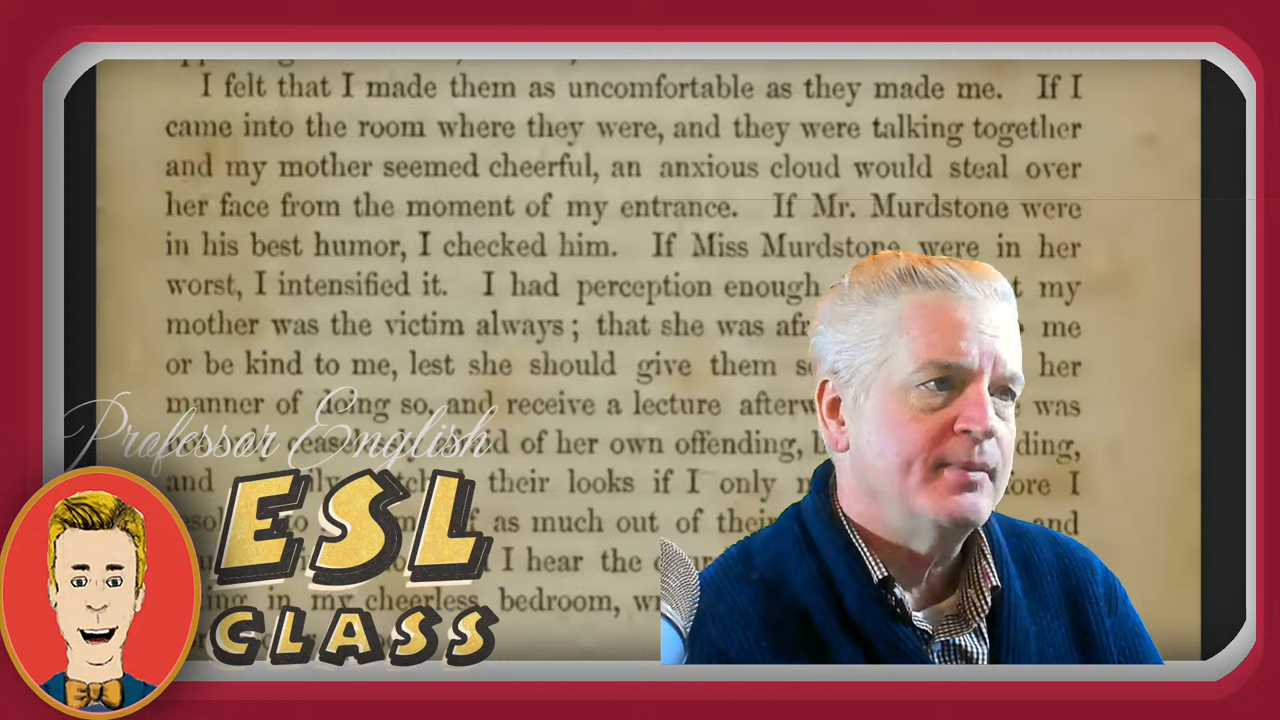 I felt that I made them as uncomfortable as they made me. If I
came into the room where they were, and they were talking together
and my mother seemed cheerful, an anxious cloud would steal over
her face from the moment of my entrance. If Mr. Murdstone were
in his best humor, I checked him. If Miss Murdstone were in her
worst, I intensified it. I had perception enough my
mother was the victim always; that she was me
or be kind to me, lest she should give them her
manner of doing so, and receive a lecture was
of her own offending,
and their looks if I only I
as much out of their and
I hear the
in my cheerless bedroom,
Professor English
ESL
CLASS